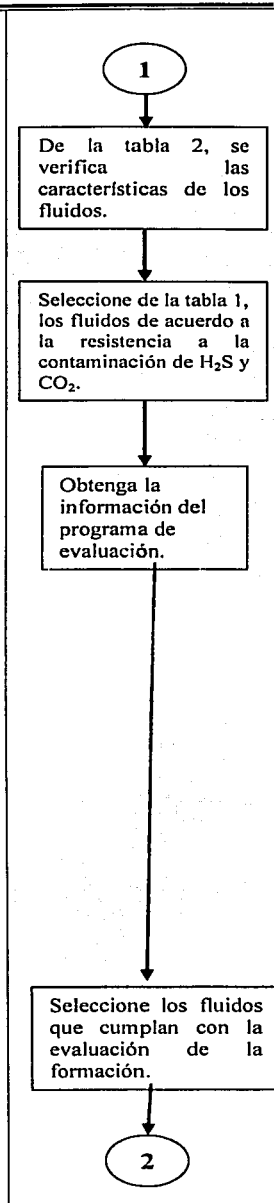 1
De la tabla 2, se
verifica las
características de los
fluidos.
Seleccione de la tabla 1,
los fluidos de acuerdo a
la resistencia a la
contaminación de H₂S y
CO₂.
Obtenga la
información del
programa de
evaluación.
Seleccione los fluidos
que cumplan con la
evaluación de la
formación.
2